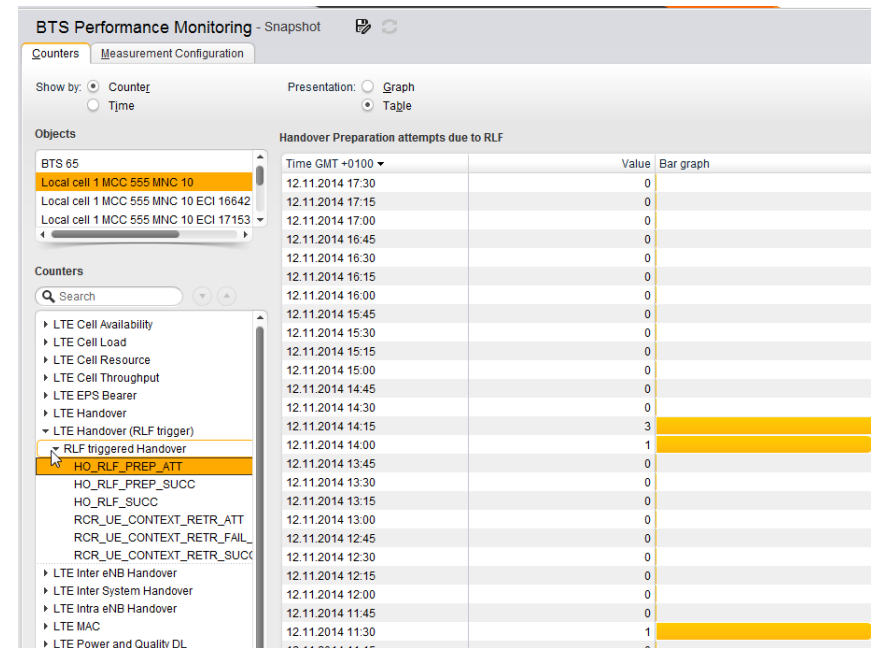 BTS Performance Monitoring - Snapshot
Counters
Measurement Configuration
Show by: Counter
Time
Presentation: Graph
Table
Objects
BTS 65
Local cell 1 MCC 555 MNC 10
Local cell 1 MCC 555 MNC 10 ECI 16642
Local cell 1 MCC 555 MNC 10 ECI 17153
Counters
Search
LTE Cell Availability
LTE Cell Load
LTE Cell Resource
LTE Cell Throughput
LTE EPS Bearer
LTE Handover
LTE Handover (RLF trigger)
RLF triggered Handover
HO_RLF_PREP_ATT
HO_RLF_PREP_SUCC
HO_RLF_SUCC
RCR_UE_CONTEXT_RETR_ATT
RCR_UE_CONTEXT_RETR_FAIL_
RCR_UE_CONTEXT_RETR_SUCC
LTE Inter eNB Handover
LTE Inter System Handover
LTE Intra eNB Handover
LTE MAC
LTE Power and Quality DL
Handover Preparation attempts due to RLF
Time GMT +0100 Value Bar graph
12.11.2014 17:30 0
12.11.2014 17:15 0
12.11.2014 17:00 0
12.11.2014 16:45 0
12.11.2014 16:30 0
12.11.2014 16:15 0
12.11.2014 16:00 0
12.11.2014 15:45 0
12.11.2014 15:30 0
12.11.2014 15:15 0
12.11.2014 15:00 0
12.11.2014 14:45 0
12.11.2014 14:30 0
12.11.2014 14:15 3
12.11.2014 14:00 1
12.11.2014 13:45 0
12.11.2014 13:30 0
12.11.2014 13:15 0
12.11.2014 13:00 0
12.11.2014 12:45 0
12.11.2014 12:30 0
12.11.2014 12:15 0
12.11.2014 12:00 0
12.11.2014 11:45 0
12.11.2014 11:30 1